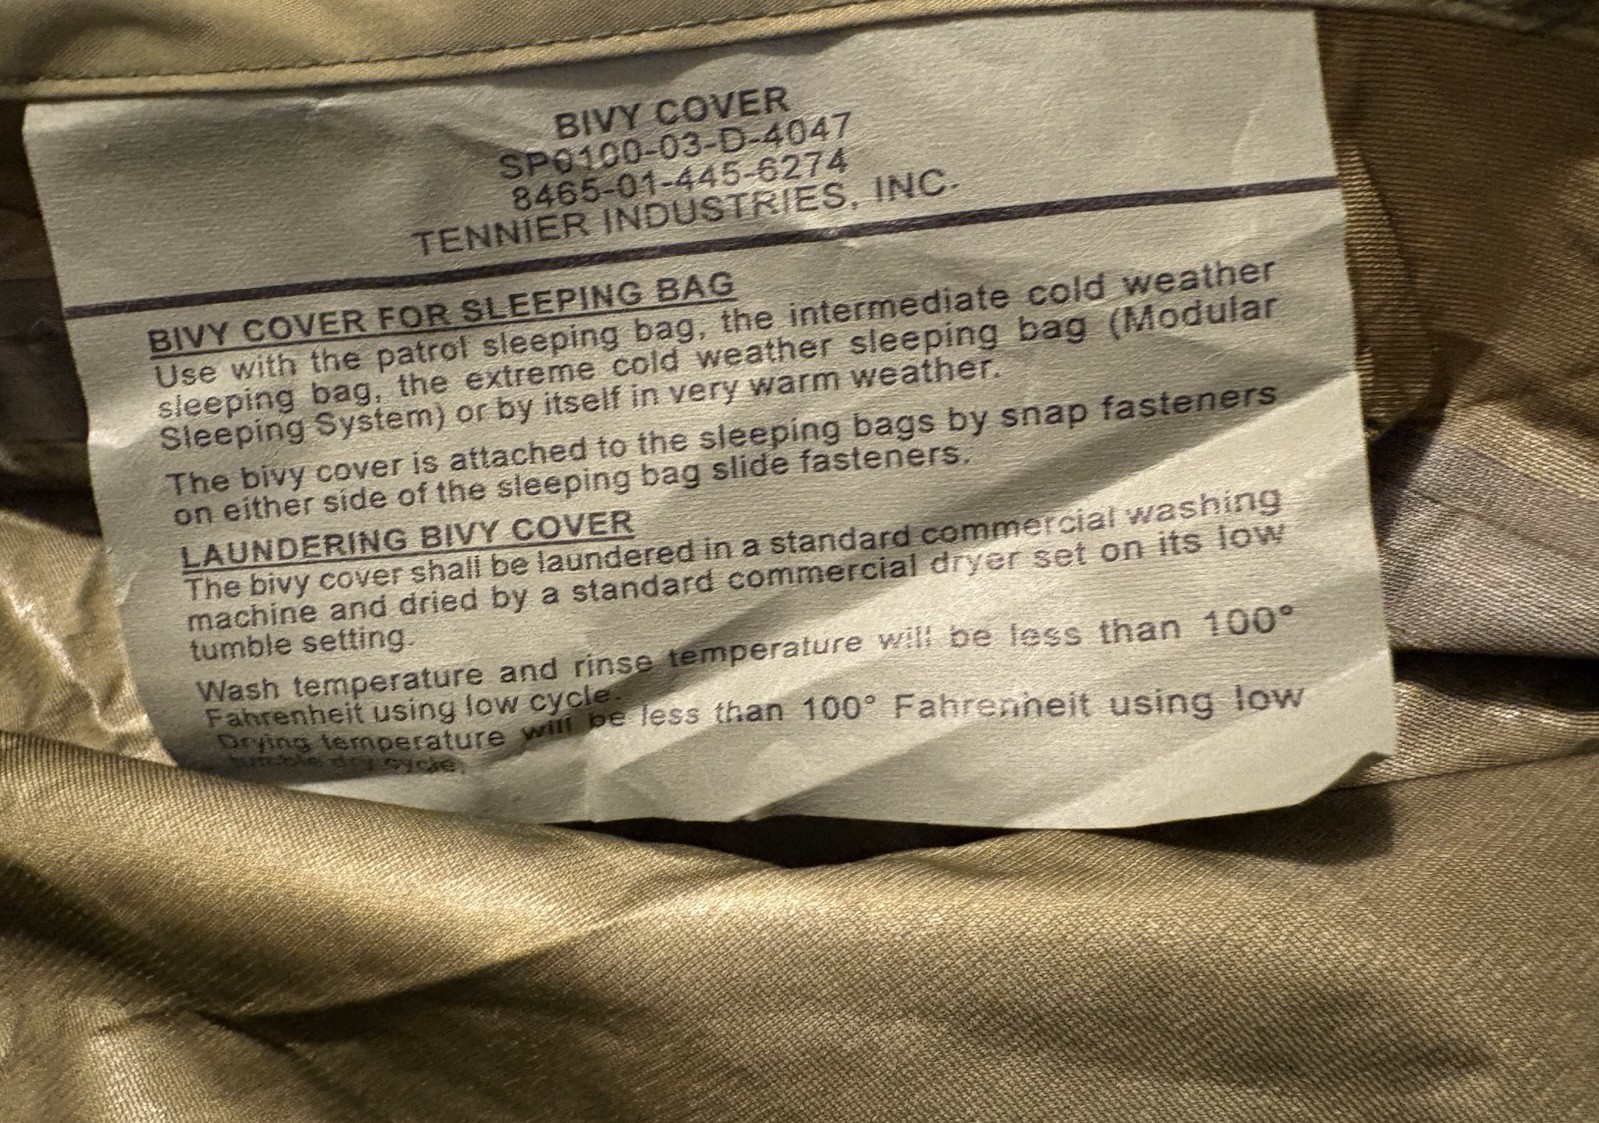 BIVY COVER
SP0100-03-D-4047
8465-01-445-6274
TENNIER INDUSTRIES, INC.
BIVY COVER FOR SLEEPING BAG
Use with the patrol sleeping bag, the intermediate cold weather
sleeping bag, the extreme cold weather sleeping bag (Modular
Sleeping System) or by itself in very warm weather.
The bivy cover is attached to the sleeping bags by snap fasteners
on either side of the sleeping bag slide fasteners.
LAUNDERING BIVY COVER
The bivy cover shall be laundered in a standard commercial washing
machine and dried by a standard commercial dryer set on its low
tumble setting.
Wash temperature and rinse temperature will be less than 100°
Fahrenheit using low cycle.
Drying temperature will be less than 100° Fahrenheit using low
tumble dry cycle.